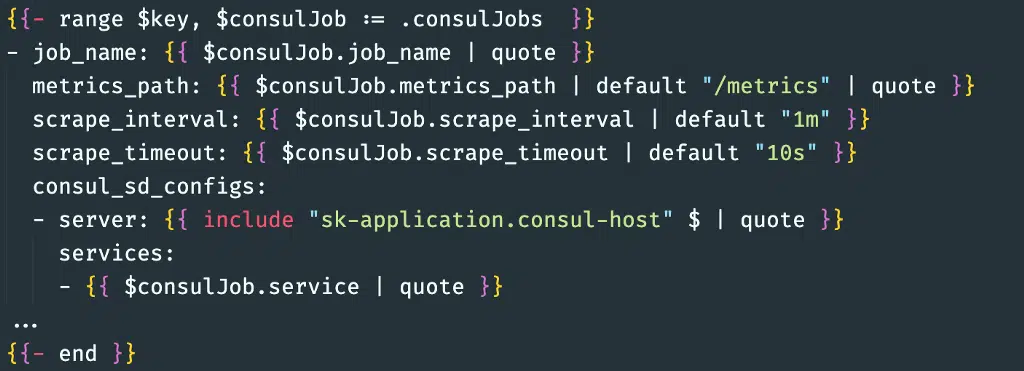 {{- range $key, $consulJob := .consulJobs  }}
- job_name: {{ $consulJob.job_name | quote }}
  metrics_path: {{ $consulJob.metrics_path | default "/metrics" | quote }}
  scrape_interval: {{ $consulJob.scrape_interval | default "1m" }}
  scrape_timeout: {{ $consulJob.scrape_timeout | default "10s" }}
  consul_sd_configs:
  - server: {{ include "sk-application.consul-host" $ | quote }}
    services:
    - {{ $consulJob.service | quote }}
...
{{- end }}